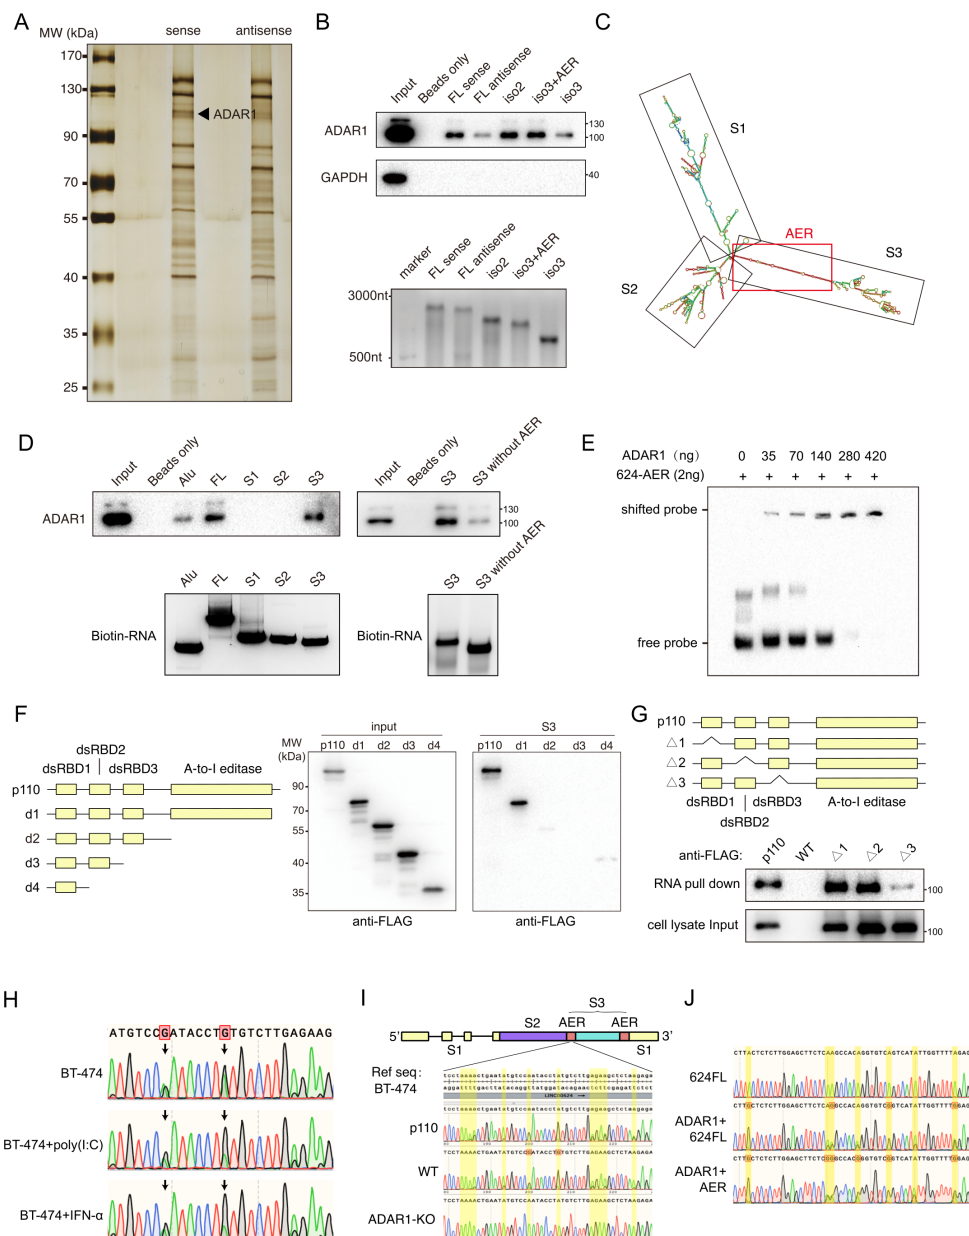 A
MW (kDa)
sense
antisense
170
130
90
70
55
40
35
25
ADAR1
B
Input
Beads only
FL sense
FL antisense
iso2
iso3+AER
iso3
ADAR1
130
100
GAPDH
40
marker
FL sense
FL antisense
iso2
iso3+AER
iso3
3000nt
500nt
C
S1
AER
S3
S2
D
Input
Beads only
Alu
FL
S1
S2
S3
ADAR1
Input
Beads only
S3
S3 without AER
130
100
Alu
FL
S1
S2
S3
Biotin-RNA
S3
S3 without AER
Biotin-RNA
E
ADAR1 (ng) 0 35 70 140 280 420
624-AER (2ng) + + + + + +
shifted probe
free probe
F
dsRBD2
dsRBD1 dsRBD3 A-to-I editase
p110
d1
d2
d3
d4
input
MW (kDa)
p110 d1 d2 d3 d4
90
70
55
40
35
anti-FLAG
S3
p110 d1 d2 d3 d4
anti-FLAG
G
p110
△1
△2
△3
dsRBD1 dsRBD3 A-to-I editase
dsRBD2
anti-FLAG: p110 WT △1 △2 △3
RNA pull down
100
cell lysate Input
100
H
ATGTCCGATACCTGTGTCTTGAGAAG
BT-474
BT-474+poly(I:C)
BT-474+IFN-α
I
S3
S2 AER AER
5' 3'
S1 S1
Ref seq:
BT-474
tcctaaaactgaatatgtccaatacctatgtcttgagaagctctaagaga
LINC00624
tcctaaaactgaatatgtccaatacctatgtcttgagaagctctaagaga
p110
TCCTAAAACTGAATATGTCCGATACCTGTGTCTTGAGAAGCTCTAAGAGA
WT
TCCTAAAACTGAATATGTCCAATACCTATGTCTTGAGAAGCTCTAAGAGA
ADAR1-KO
J
624FL
ADAR1+
624FL
ADAR1+
AER